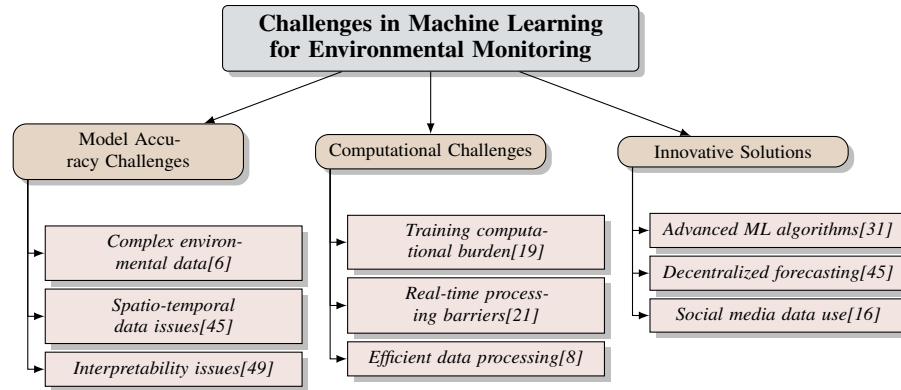 Challenges in Machine Learning
for Environmental Monitoring
Model Accu-
racy Challenges
Complex environ-
mental data[6]
Spatio-temporal
data issues[45]
Interpretability issues[49]
Computational Challenges
Training computa-
tional burden[19]
Real-time process-
ing barriers[21]
Efficient data processing[8]
Innovative Solutions
Advanced ML algorithms[31]
Decentralized forecasting[45]
Social media data use[16]